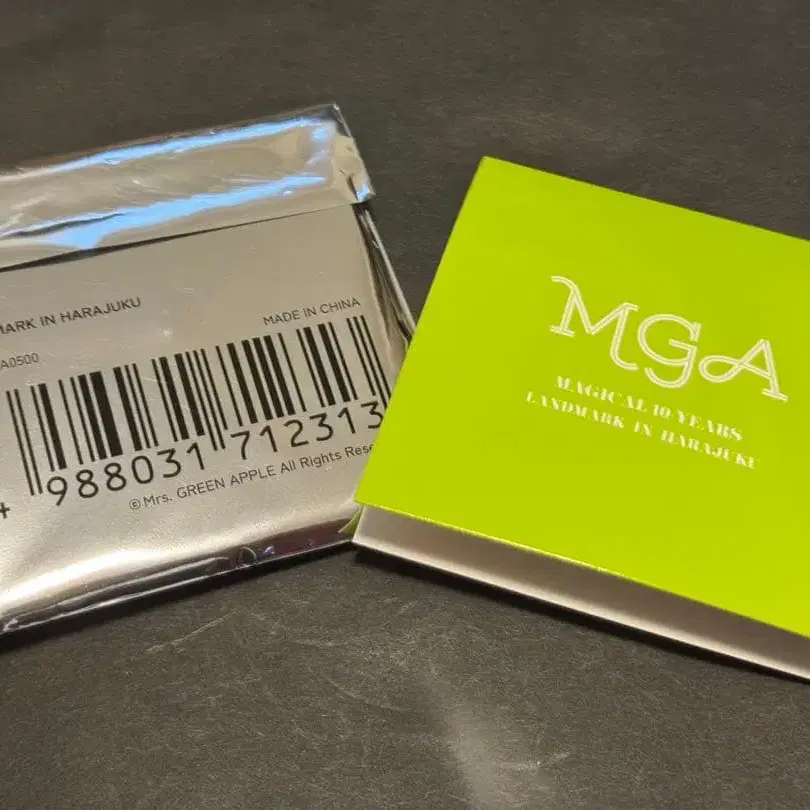 MARK IN HARAJUKU
MADE IN CHINA
A0500
4 988031 712313
©Mrs. GREEN APPLE All Rights Rese
MGA
MAGICAL 10 YEARS
LANDMARK IN HARAJUKU